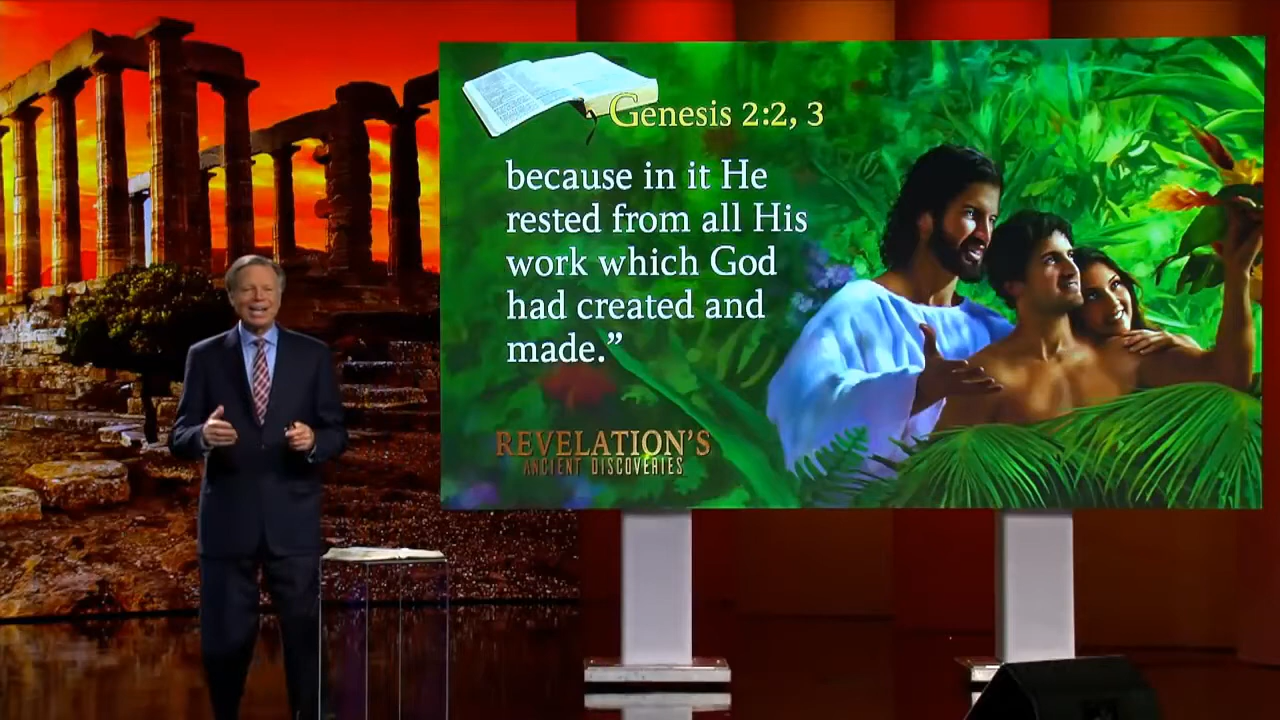 Genesis 2:2, 3
because in it He
rested from all His
work which God
had created and
made.”
REVELATION'S
ANCIENT DISCOVERIES